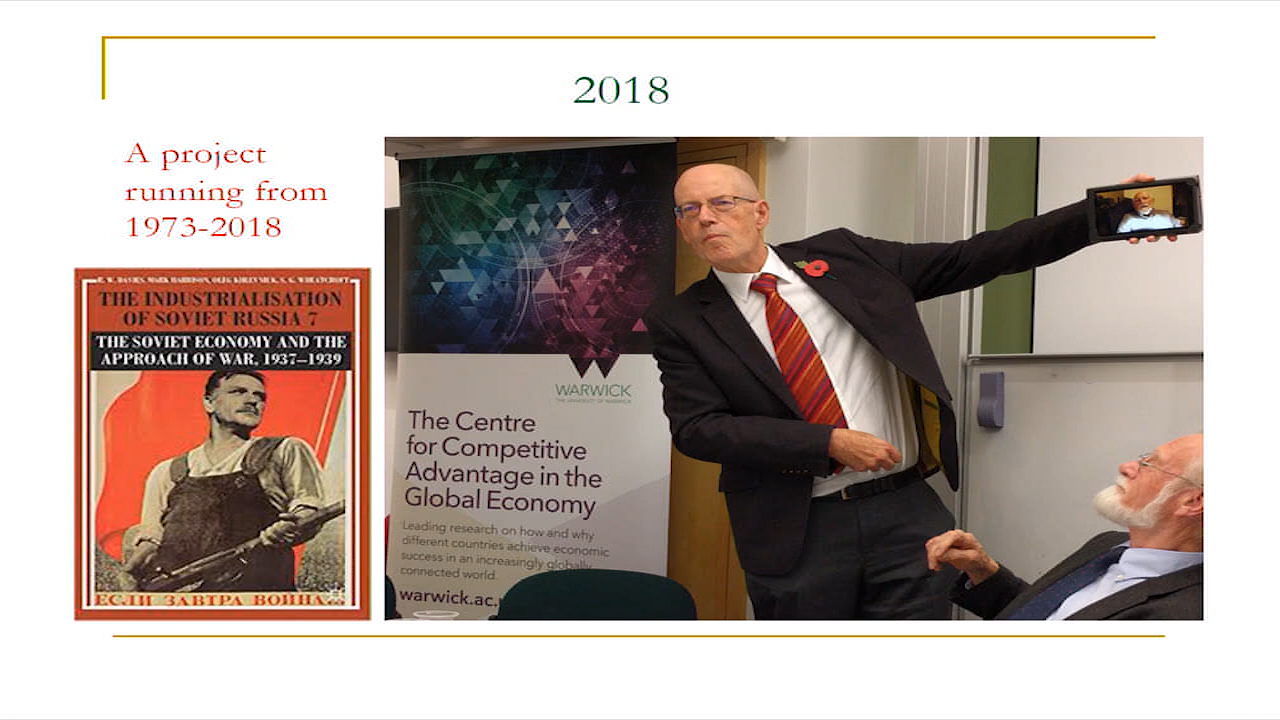 2018
A project
running from
1973-2018
R. W. DAVIES, MARK HARRISON, OLEG KHLEVNIUK, S. G. WHEATCROFT
THE INDUSTRIALISATION
OF SOVIET RUSSIA 7
THE SOVIET ECONOMY AND THE
APPROACH OF WAR, 1937–1939
ЕСЛИ ЗАВТРА ВОЙНА...
WARWICK
THE UNIVERSITY OF WARWICK
The Centre
for Competitive
Advantage in the
Global Economy
Leading research on how and why
different countries achieve economic
success in an increasingly globally
connected world.
warwick.ac.